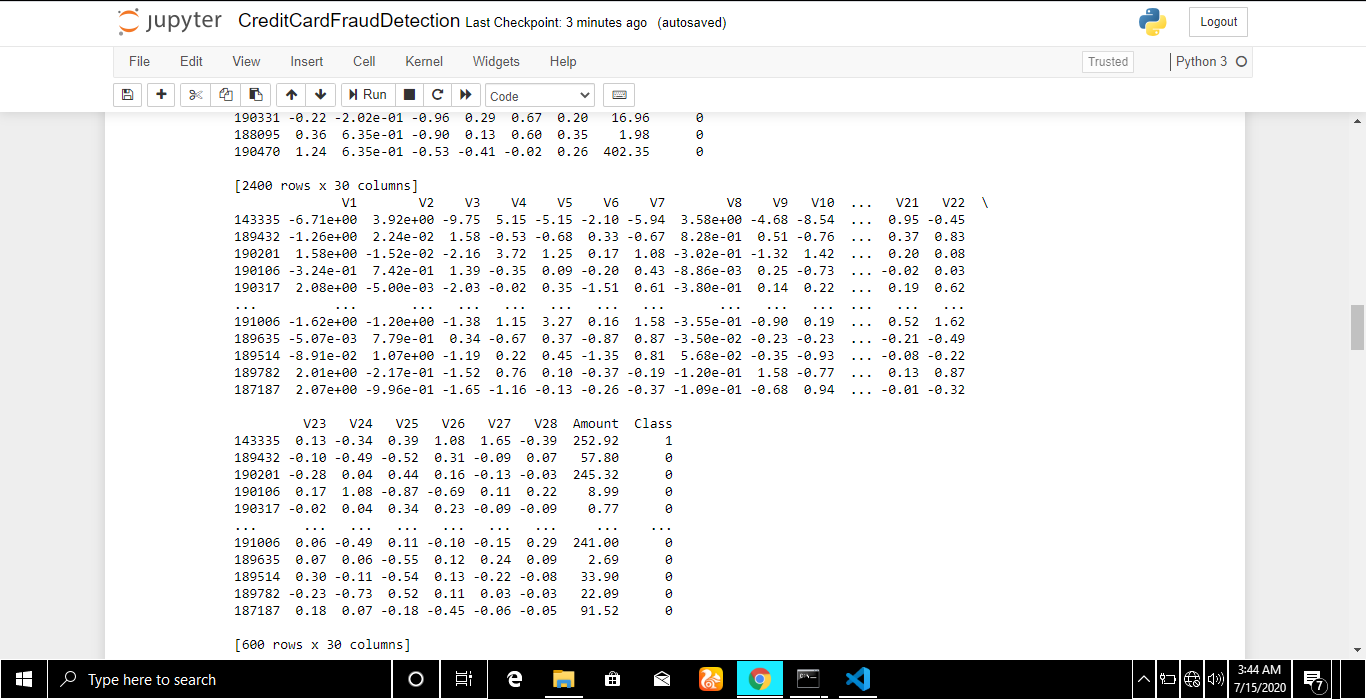 jupyter CreditCardFraudDetection Last Checkpoint: 3 minutes ago (autosaved) Logout
File Edit View Insert Cell Kernel Widgets Help Trusted Python 3
Run Code
190331 -0.22 -2.02e-01 -0.96 0.29 0.67 0.20 16.96 0
188095 0.36 6.35e-01 -0.90 0.13 0.60 0.35 1.98 0
190470 1.24 6.35e-01 -0.53 -0.41 -0.02 0.26 402.35 0
[2400 rows x 30 columns]
V1 V2 V3 V4 V5 V6 V7 V8 V9 V10 ... V21 V22 \
143335 -6.71e+00 3.92e+00 -9.75 5.15 -5.15 -2.10 -5.94 3.58e+00 -4.68 -8.54 ... 0.95 -0.45
189432 -1.26e+00 2.24e-02 1.58 -0.53 -0.68 0.33 -0.67 8.28e-01 0.51 -0.76 ... 0.37 0.83
190201 1.58e+00 -1.52e-02 -2.16 3.72 1.25 0.17 1.08 -3.02e-01 -1.32 1.42 ... 0.20 0.08
190106 -3.24e-01 7.42e-01 1.39 -0.35 0.09 -0.20 0.43 -8.86e-03 0.25 -0.73 ... -0.02 0.03
190317 2.08e+00 -5.00e-03 -2.03 -0.02 0.35 -1.51 0.61 -3.80e-01 0.14 0.22 ... 0.19 0.62
... ... ... ... ... ... ... ... ... ... ... ... ... ...
191006 -1.62e+00 -1.20e+00 -1.38 1.15 3.27 0.16 1.58 -3.55e-01 -0.90 0.19 ... 0.52 1.62
189635 -5.07e-03 7.79e-01 0.34 -0.67 0.37 -0.87 0.87 -3.50e-02 -0.23 -0.23 ... -0.21 -0.49
189514 -8.91e-02 1.07e+00 -1.19 0.22 0.45 -1.35 0.81 5.68e-02 -0.35 -0.93 ... -0.08 -0.22
189782 2.01e+00 -2.17e-01 -1.52 0.76 0.10 -0.37 -0.19 -1.20e-01 1.58 -0.77 ... 0.13 0.87
187187 2.07e+00 -9.96e-01 -1.65 -1.16 -0.13 -0.26 -0.37 -1.09e-01 -0.68 0.94 ... -0.01 -0.32
V23 V24 V25 V26 V27 V28 Amount Class
143335 0.13 -0.34 0.39 1.08 1.65 -0.39 252.92 1
189432 -0.10 -0.49 -0.52 0.31 -0.09 0.07 57.80 0
190201 -0.28 0.04 0.44 0.16 -0.13 -0.03 245.32 0
190106 0.17 1.08 -0.87 -0.69 0.11 0.22 8.99 0
190317 -0.02 0.04 0.34 0.23 -0.09 -0.09 0.77 0
... ... ... ... ... ... ... ... ...
191006 0.06 -0.49 0.11 -0.10 -0.15 0.29 241.00 0
189635 0.07 0.06 -0.55 0.12 0.24 0.09 2.69 0
189514 0.30 -0.11 -0.54 0.13 -0.22 -0.08 33.90 0
189782 -0.23 -0.73 0.52 0.11 0.03 -0.03 22.09 0
187187 0.18 0.07 -0.18 -0.45 -0.06 -0.05 91.52 0
[600 rows x 30 columns]
Type here to search
3:44 AM
7/15/2020
7